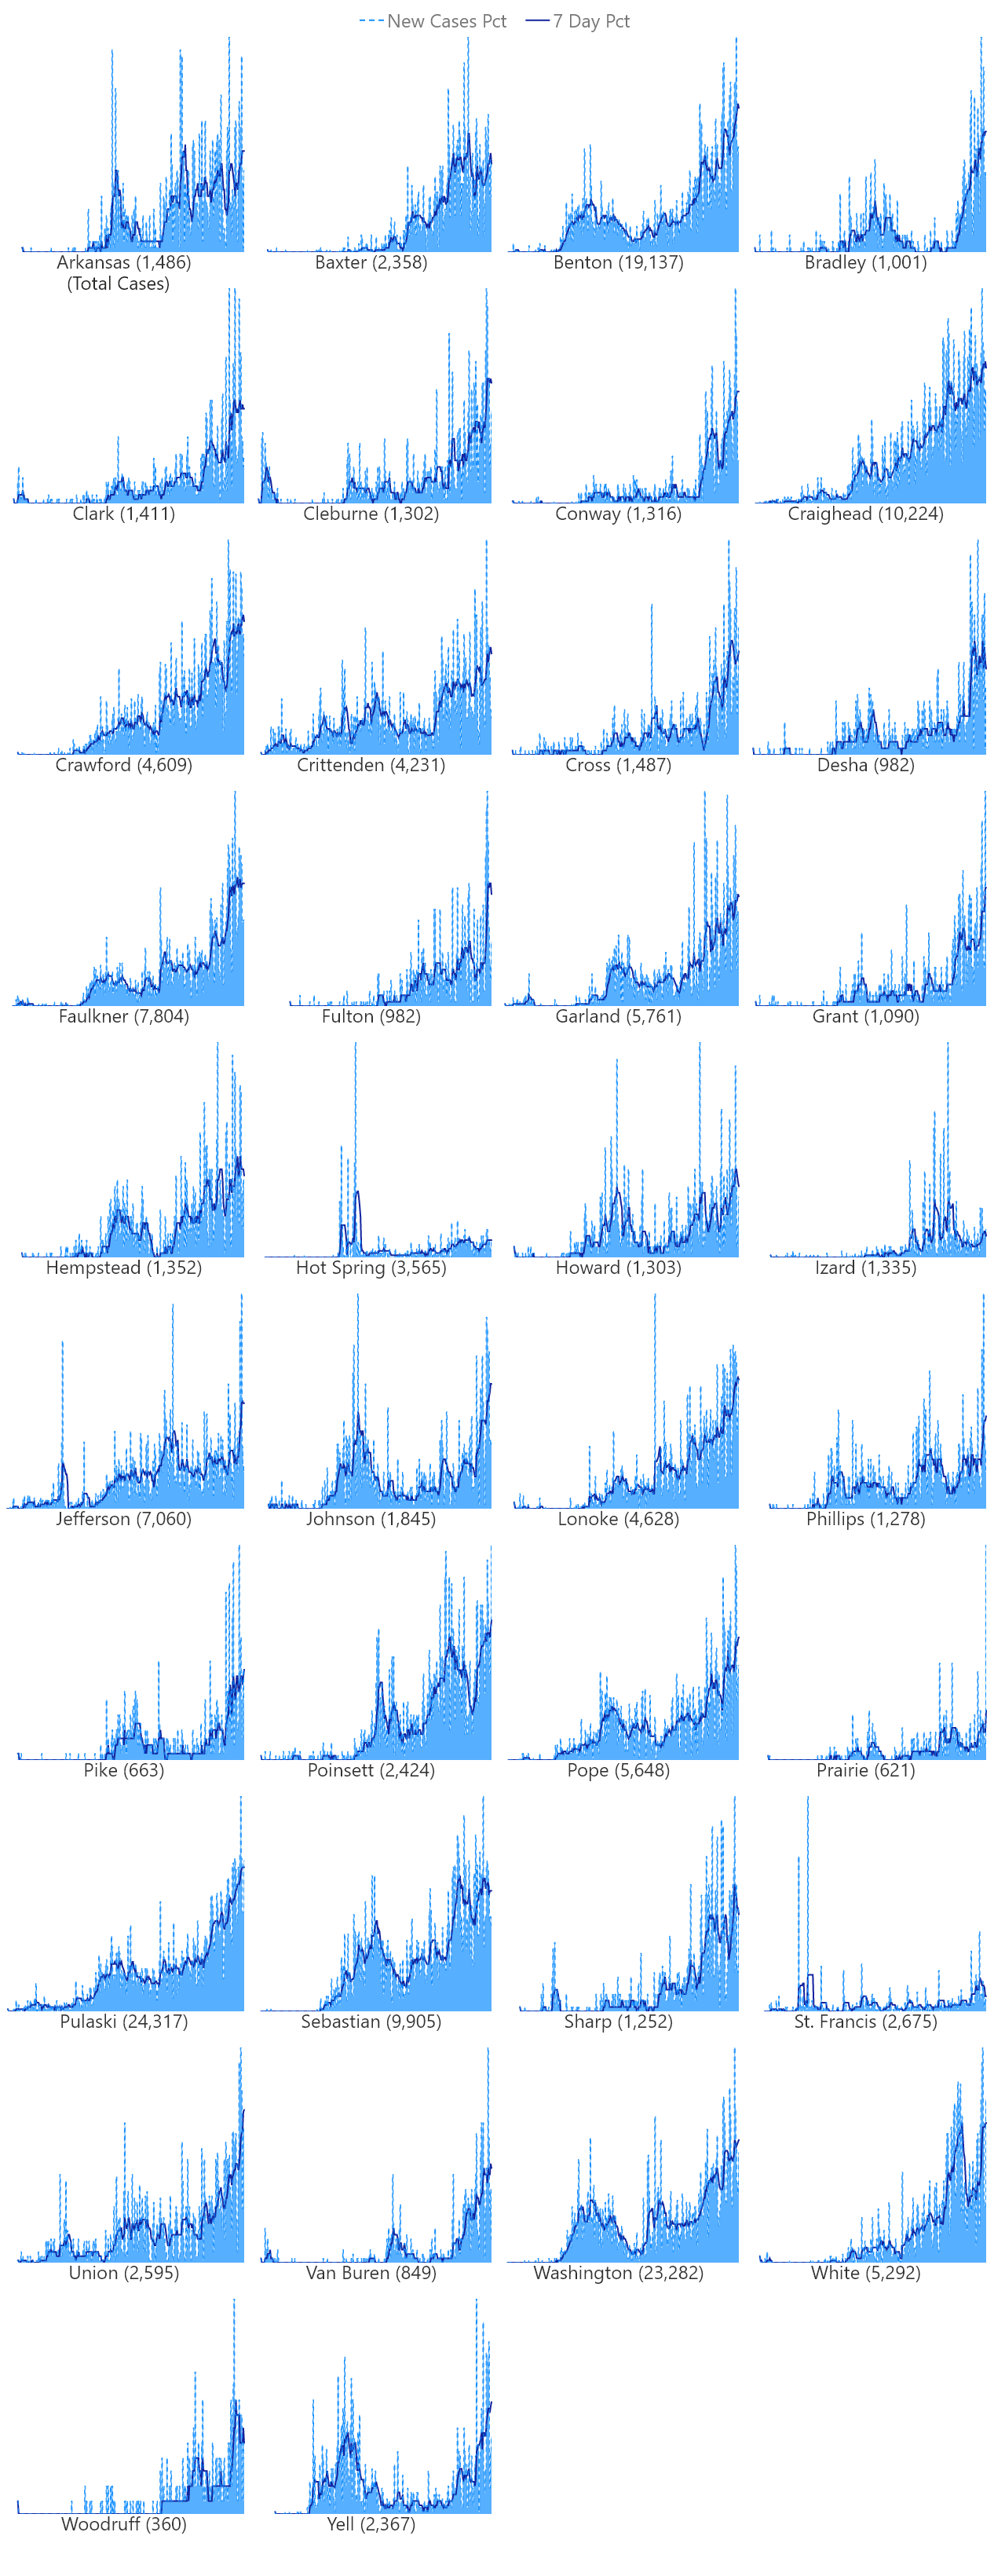 New Cases Pct 7 Day Pct
Arkansas (1,486) Baxter (2,358) Benton (19,137) Bradley (1,001)
(Total Cases)
Clark (1,411) Cleburne (1,302) Conway (1,316) Craighead (10,224)
Crawford (4,609) Crittenden (4,231) Cross (1,487) Desha (982)
Faulkner (7,804) Fulton (982) Garland (5,761) Grant (1,090)
Hempstead (1,352) Hot Spring (3,565) Howard (1,303) Izard (1,335)
Jefferson (7,060) Johnson (1,845) Lonoke (4,628) Phillips (1,278)
Pike (663) Poinsett (2,424) Pope (5,648) Prairie (621)
Pulaski (24,317) Sebastian (9,905) Sharp (1,252) St. Francis (2,675)
Union (2,595) Van Buren (849) Washington (23,282) White (5,292)
Woodruff (360) Yell (2,367)